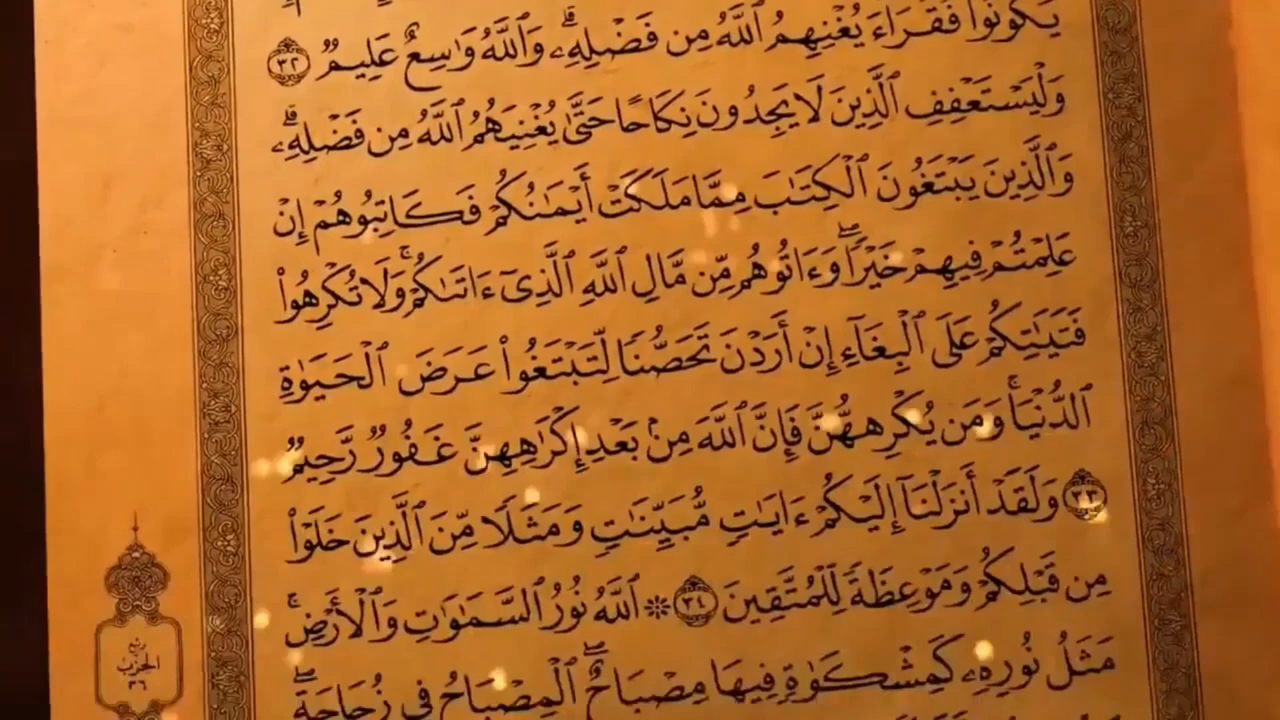 يَكُونُوا۟ فُقَرَآءَ يُغْنِهِمُ ٱللَّهُ مِن فَضْلِهِۦۗ وَٱللَّهُ وَٰسِعٌ عَلِيمٌ ٣٢
وَلْيَسْتَعْفِفِ ٱلَّذِينَ لَا يَجِدُونَ نِكَاحًا حَتَّىٰ يُغْنِيَهُمُ ٱللَّهُ مِن فَضْلِهِۦۗ
وَٱلَّذِينَ يَبْتَغُونَ ٱلْكِتَٰبَ مِمَّا مَلَكَتْ أَيْمَٰنُكُمْ فَكَاتِبُوهُمْ إِنْ
عَلِمْتُمْ فِيهِمْ خَيْرًاۖ وَءَاتُوهُم مِّن مَّالِ ٱللَّهِ ٱلَّذِىٓ ءَاتَىٰكُمْۚ وَلَا تُكْرِهُوا۟
فَتَيَٰتِكُمْ عَلَى ٱلْبِغَآءِ إِنْ أَرَدْنَ تَحَصُّنًا لِّتَبْتَغُوا۟ عَرَضَ ٱلْحَيَوٰةِ
ٱلدُّنْيَاۚ وَمَن يُكْرِههُّنَّ فَإِنَّ ٱللَّهَ مِنۢ بَعْدِ إِكْرَٰهِهِنَّ غَفُورٌ رَّحِيمٌ
٣٣ وَلَقَدْ أَنزَلْنَآ إِلَيْكُمْ ءَايَٰتٍ مُّبَيِّنَٰتٍ وَمَثَلًا مِّنَ ٱلَّذِينَ خَلَوْا۟
مِن قَبْلِكُمْ وَمَوْعِظَةً لِّلْمُتَّقِينَ ٣٤ ۞ ٱللَّهُ نُورُ ٱلسَّمَٰوَٰتِ وَٱلْأَرْضِۚ
مَثَلُ نُورِهِۦ كَمِشْكَوٰةٍ فِيهَا مِصْبَاحٌۖ ٱلْمِصْبَاحُ فِى زُجَاجَةٍۖ
ربع
الحزب
٣٦